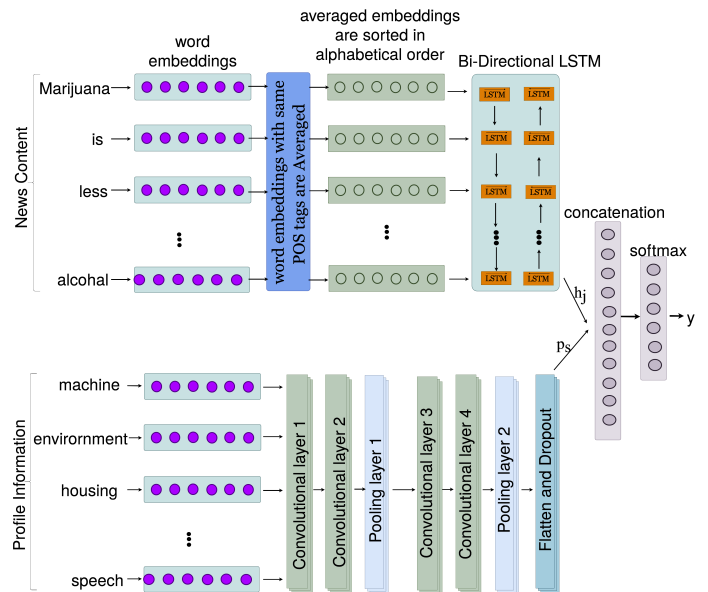 averaged embeddings
are sorted in
alphabetical order
word
embeddings
Bi-Directional LSTM
News Content
Marijuana
is
less
alcohal
word embeddings with same
POS tags are Averaged
LSTM
LSTM
LSTM
LSTM
LSTM
LSTM
LSTM
LSTM
concatenation
softmax
hj
ps
y
Profile Information
machine
envirornment
housing
speech
Convolutional layer 1
Convolutional layer 2
Pooling layer 1
Convolutional layer 3
Convolutional layer 4
Pooling layer 2
Flatten and Dropout